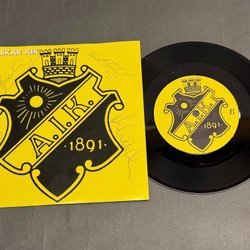 SKAR AIK
A.I.K.
· 1891 ·
A.I.K.
· 1891 ·
B